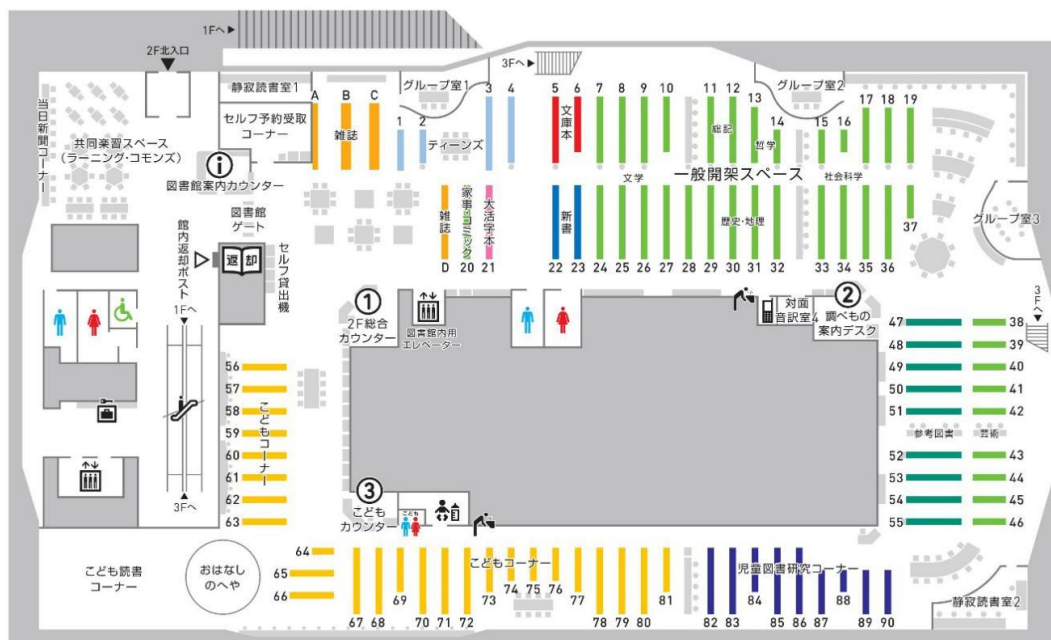 1Fへ
2F北入口
3Fへ
静寂読書室1
A
B
C
グループ室1
3
4
5
6
7
8
9
10
11
12
13
14
グループ室2
15
16
17
18
19
当日新聞コーナー
セルフ予約受取
コーナー
雑誌
1
2
文庫本
総記
哲学
共同楽習スペース
(ラーニング・コモンズ)
ティーンズ
i
図書館案内カウンター
文学
一般開架スペース
社会科学
図書館
ゲート
雑誌
家事・コミック
大活字本
新書
歴史・地理
37
グループ室3
館内返却ポスト
返却
セルフ貸出機
D
20
21
22
23
24
25
26
27
28
29
30
31
32
33
34
35
36
1Fへ
1
2F総合
カウンター
図書館内用
エレベーター
対面
音訳室4
2
調べもの
案内デスク
3Fへ
47
38
48
39
49
40
50
41
51
42
参考図書
芸術
52
43
53
44
54
45
55
46
56
57
58
59
60
61
62
63
こどもコーナー
3Fへ
3
こども
カウンター
こども
こども読書
コーナー
おはなし
のへや
64
65
66
こどもコーナー
児童図書研究コーナー
67
68
69
70
71
72
73
74
75
76
77
78
79
80
81
82
83
84
85
86
87
88
89
90
静寂読書室2